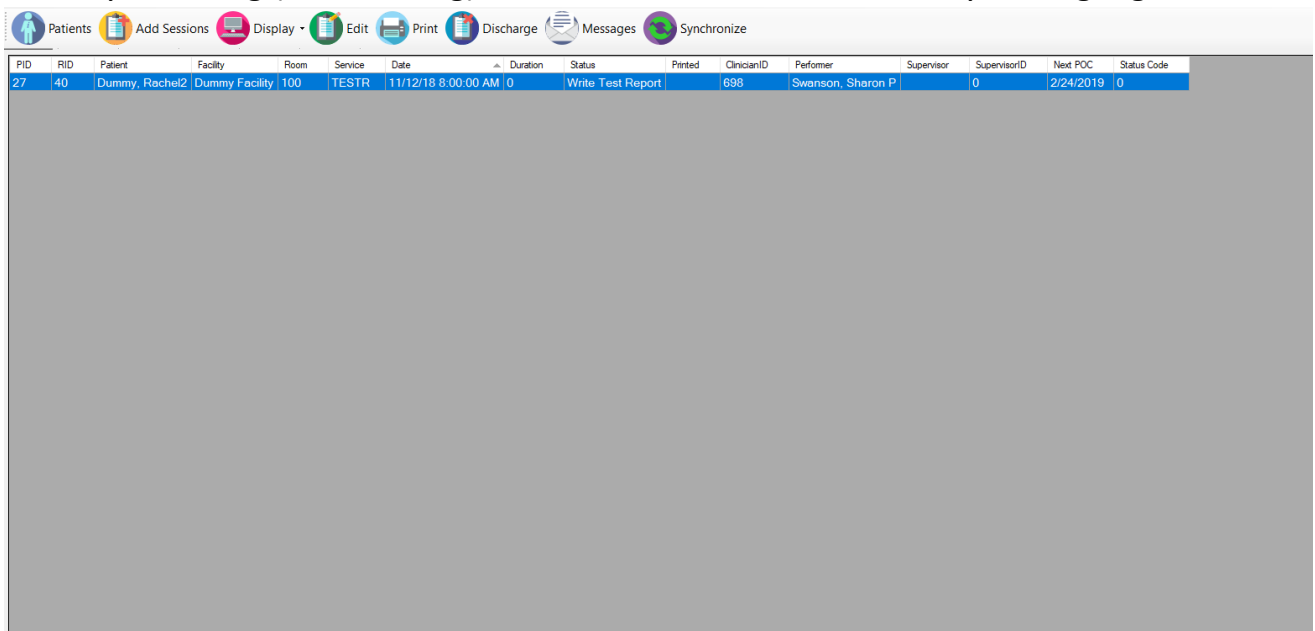 Patients Add Sessions Display Edit Print Discharge Messages Synchronize
PID RID Patient Facility Room Service Date Duration Status Printed ClinicianID Performer Supervisor SupervisorID Next POC Status Code
27 40 Dummy, Rachel2 Dummy Facility 100 TESTR 11/12/18 8:00:00 AM 0 Write Test Report 698 Swanson, Sharon P 0 2/24/2019 0